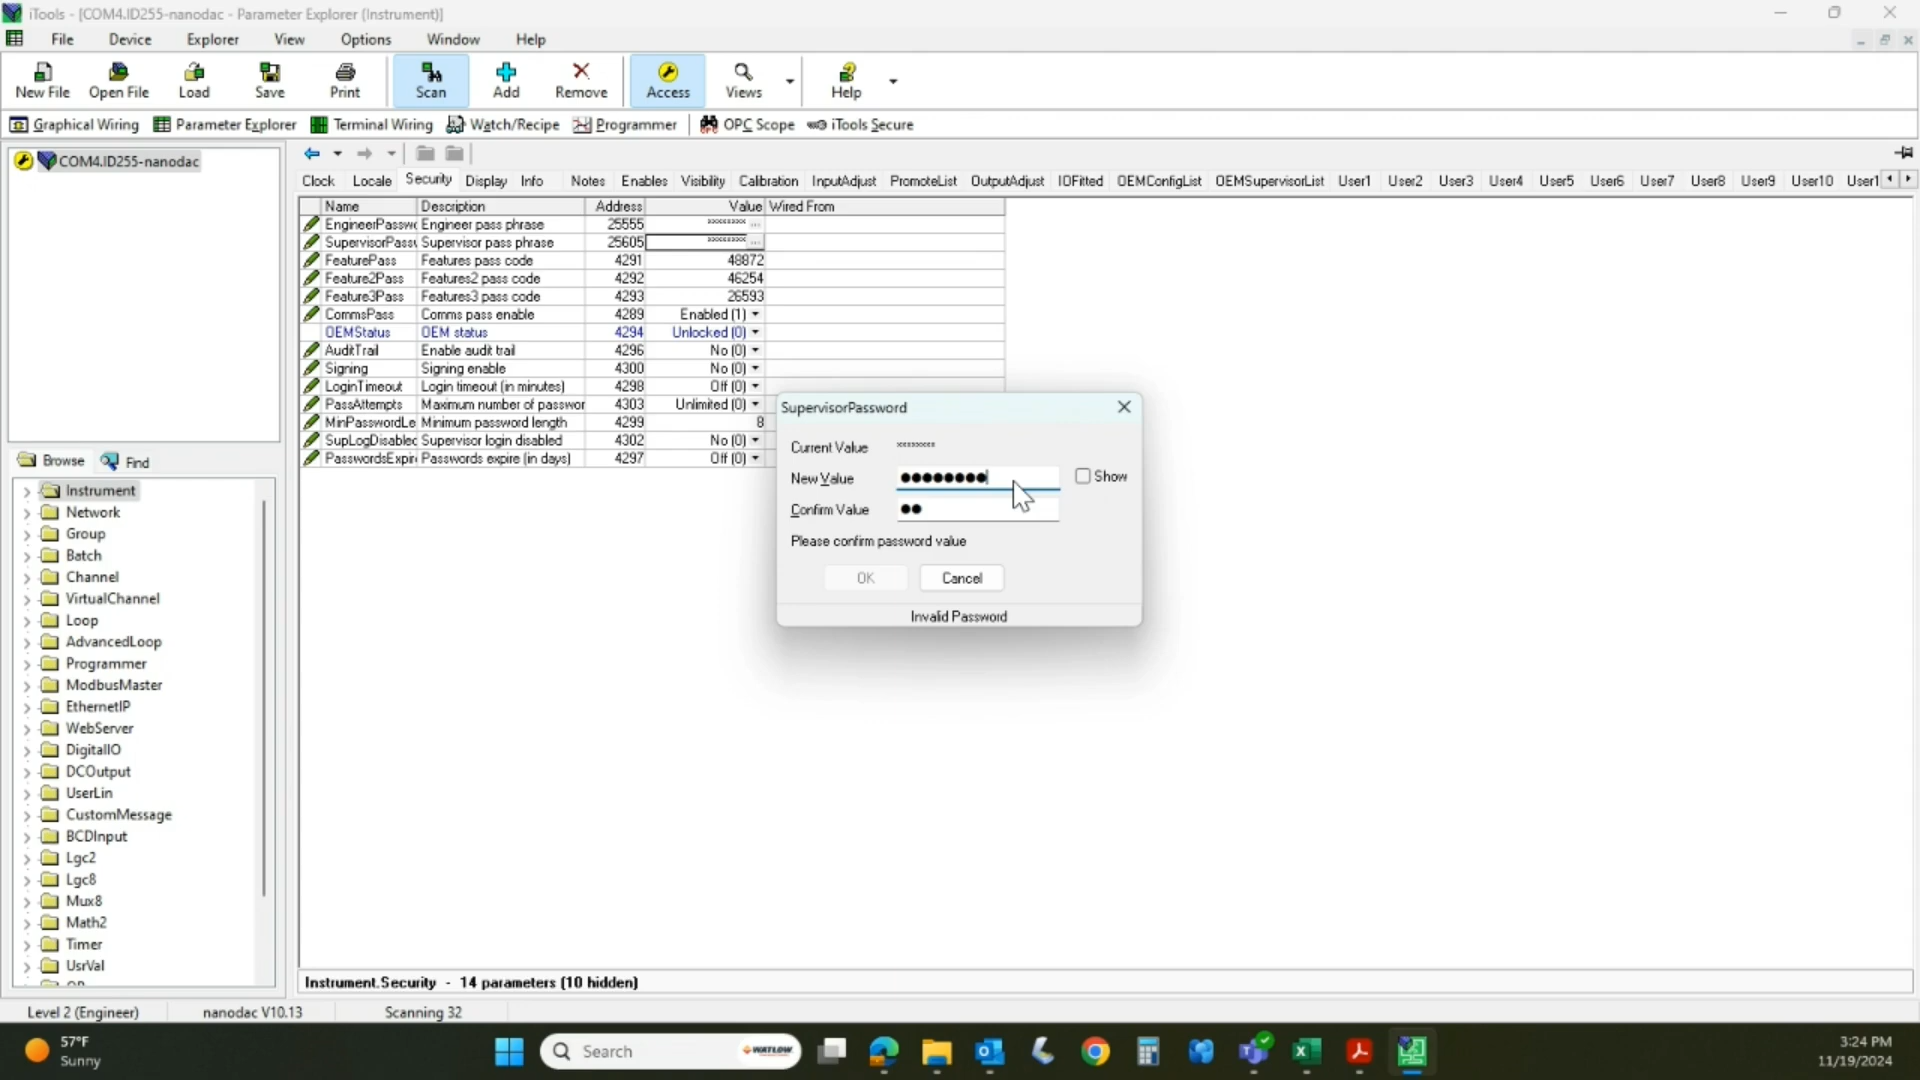 iTools - [COM4.ID255-nanodac - Parameter Explorer (Instrument)]
File Device Explorer View Options Window Help
New File Open File Load Save Print Scan Add Remove Access Views Help
Graphical Wiring Parameter Explorer Terminal Wiring Watch/Recipe Programmer OPC Scope iTools Secure
COM4.ID255-nanodac
Clock Locale Security Display Info Notes Enables Visibility Calibration InputAdjust PromoteList OutputAdjust IOFitted OEMConfigList OEMSupervisorList User1 User2 User3 User4 User5 User6 User7 User8 User9 User10 User1
Name Description Address Value Wired From
EngineerPassw Engineer pass phrase 25555 ×××××××××× ...
SupervisorPass Supervisor pass phrase 25605 ×××××××××× ...
FeaturePass Features pass code 4291 48872
Feature2Pass Features2 pass code 4292 46254
Feature3Pass Features3 pass code 4293 26593
CommsPass Comms pass enable 4289 Enabled (1)
OEMStatus OEM status 4294 Unlocked (0)
AuditTrail Enable audit trail 4296 No (0)
Signing Signing enable 4300 No (0)
LoginTimeout Login timeout (in minutes) 4298 Off (0)
PassAttempts Maximum number of passwor 4303 Unlimited (0)
MinPasswordLe Minimum password length 4299 8
SupLogDisabled Supervisor login disabled 4302 No (0)
PasswordsExpir Passwords expire (in days) 4297 Off (0)
SupervisorPassword
Current Value ×××××××××
New Value ●●●●●●●● Show
Confirm Value ●●
Please confirm password value
OK Cancel
Invalid Password
Browse Find
Instrument
Network
Group
Batch
Channel
VirtualChannel
Loop
AdvancedLoop
Programmer
ModbusMaster
EthernetIP
WebServer
DigitalIO
DCOutput
UserLin
CustomMessage
BCDInput
Lgc2
Lgc8
Mux8
Math2
Timer
UsrVal
Instrument.Security - 14 parameters (10 hidden)
Level 2 (Engineer) nanodac V10.13 Scanning 32
57°F
Sunny
Search
WATLOW
3:24 PM
11/19/2024